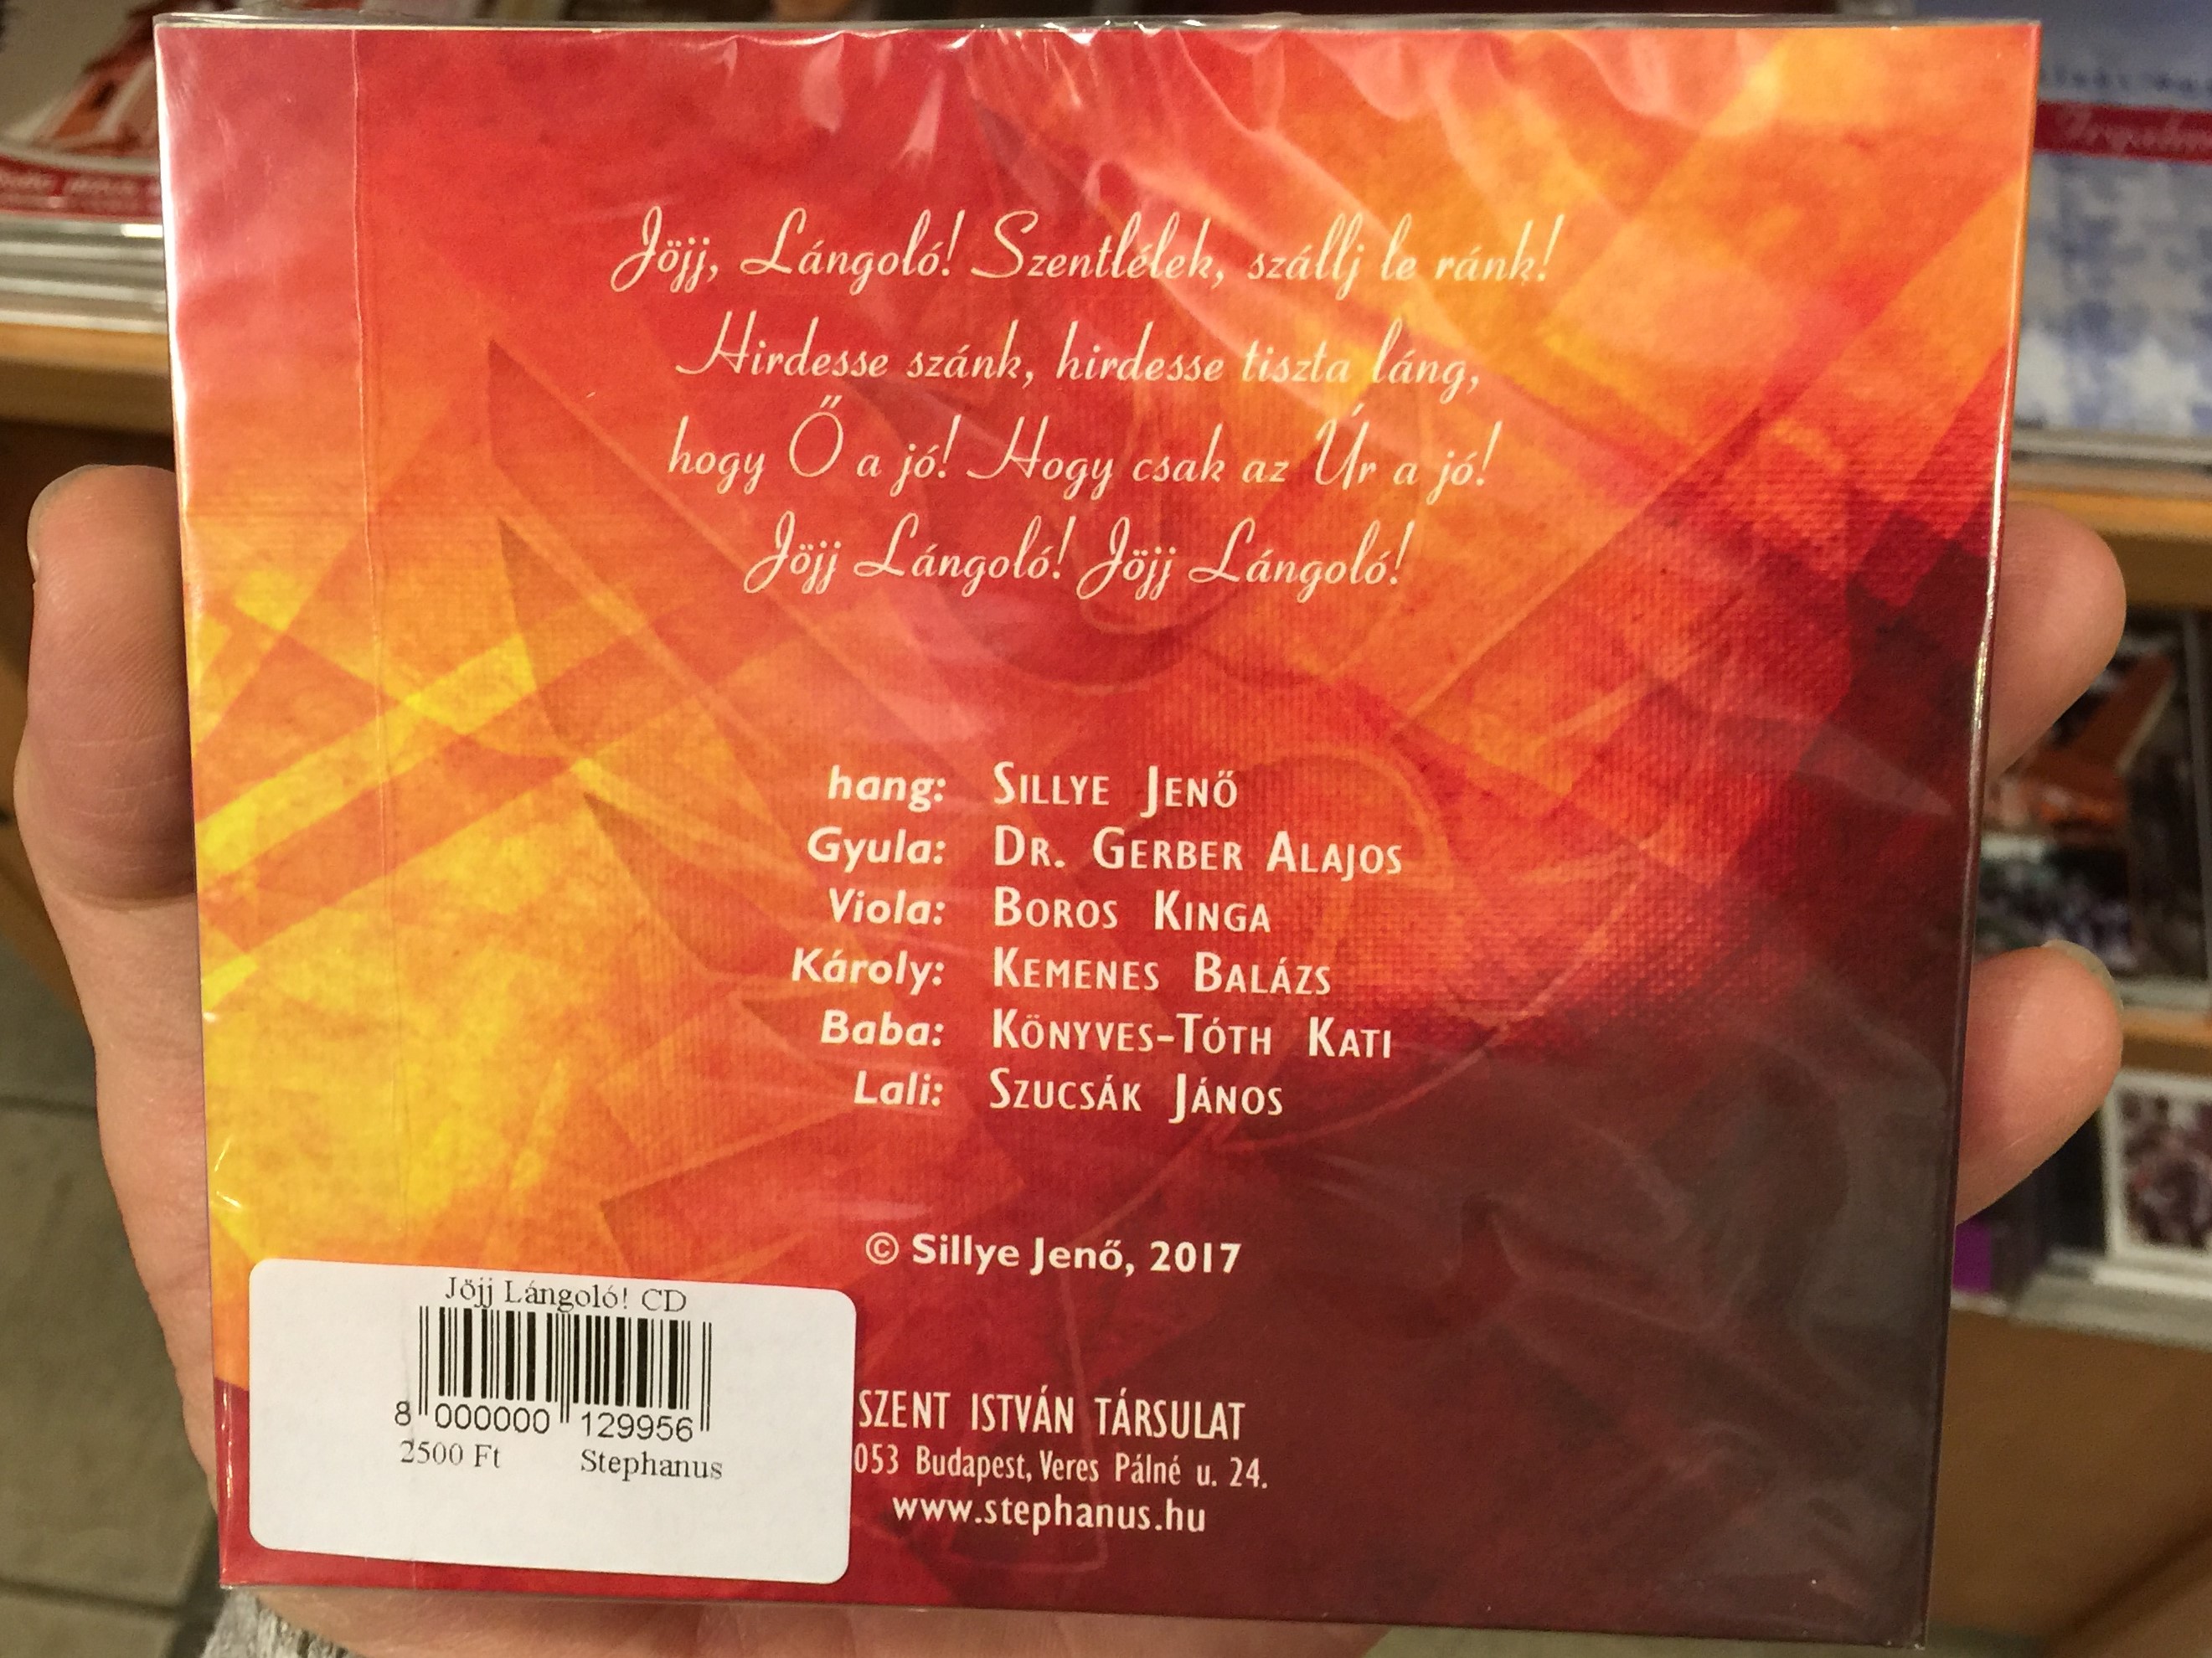 Jöjj, Lángoló! Szentlélek, szállj le ránk!
Hirdesse szánk, hirdesse tiszta láng,
hogy Ő a jó! Hogy csak az Úr a jó!
Jöjj Lángoló! Jöjj Lángoló!
hang: SILLYE JENŐ
Gyula: DR. GERBER ALAJOS
Viola: BOROS KINGA
Károly: KEMENES BALÁZS
Baba: KÖNYVES-TÓTH KATI
Lali: SZUCSÁK JÁNOS
© Sillye Jenő, 2017
Jöjj Lángoló! CD
8 000000 129956
2500 Ft Stephanus
SZENT ISTVÁN TÁRSULAT
053 Budapest, Veres Pálné u. 24.
www.stephanus.hu